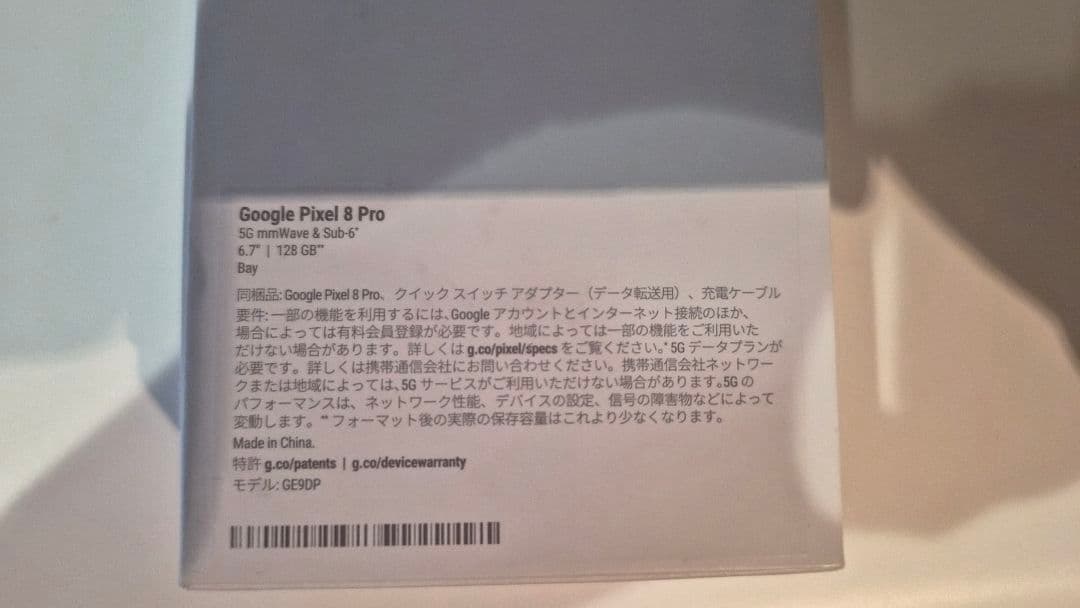 Google Pixel 8 Pro
5G mmWave & Sub-6*
6.7" | 128 GB**
Bay
同梱品: Google Pixel 8 Pro、クイック スイッチ アダプター（データ転送用）、充電ケーブル
要件: 一部の機能を利用するには、Google アカウントとインターネット接続のほか、
場合によっては有料会員登録が必要です。地域によっては一部の機能をご利用いた
だけない場合があります。詳しくは g.co/pixel/specs をご覧ください。* 5G データプランが
必要です。詳しくは携帯通信会社にお問い合わせください。携帯通信会社ネットワー
クまたは地域によっては、5G サービスがご利用いただけない場合があります。5G の
パフォーマンスは、ネットワーク性能、デバイスの設定、信号の障害物などによって
変動します。** フォーマット後の実際の保存容量はこれより少なくなります。
Made in China.
特許 g.co/patents | g.co/devicewarranty
モデル: GE9DP